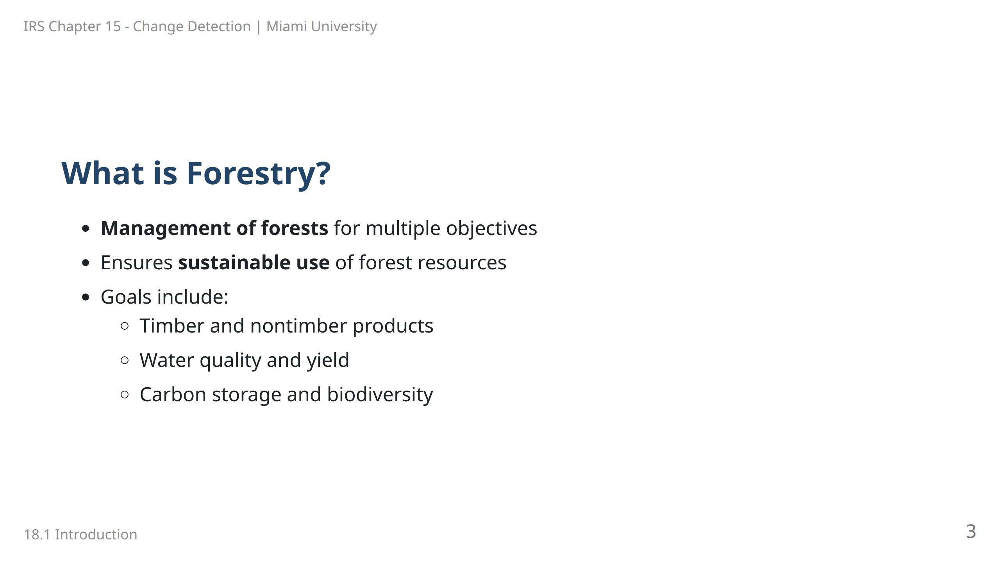 IRS Chapter 15 - Change Detection | Miami University
What is Forestry?
Management of forests for multiple objectives
Ensures sustainable use of forest resources
Goals include:
Timber and nontimber products
Water quality and yield
Carbon storage and biodiversity
18.1 Introduction
3